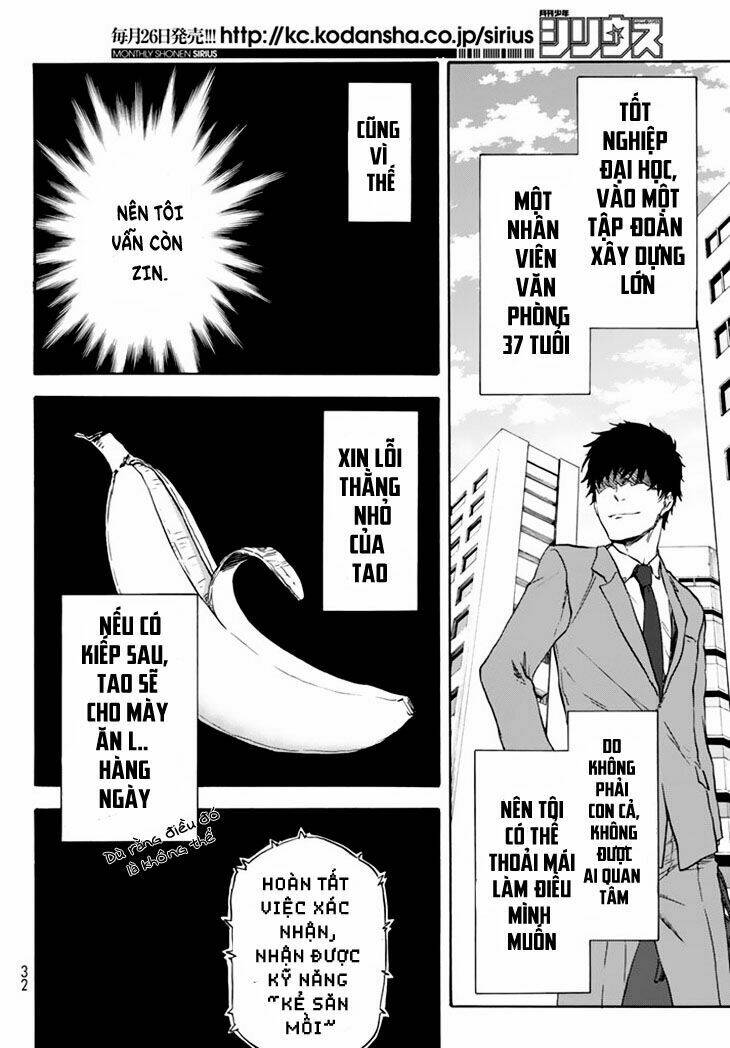 毎月26日発売!!! http://kc.kodansha.co.jp/sirius
MONTHLY SHONEN SIRIUS
月刊少年
シリウス
TỐT
NGHIỆP
ĐẠI HỌC,
VÀO MỘT
TẬP ĐOÀN
XÂY DỰNG
LỚN
MỘT
NHÂN
VIÊN
VĂN
PHÒNG
37 TUỔI
DO
KHÔNG
PHẢI
CON CẢ,
KHÔNG
ĐƯỢC
AI QUAN
TÂM
NÊN TÔI
CÓ THỂ
THOẢI MÁI
LÀM ĐIỀU
MÌNH
MUỐN
CŨNG
VÌ
THẾ
NÊN TÔI
VẪN CÒN
ZIN.
XIN LỖI
THẰNG
NHỎ
CỦA
TAO
NẾU CÓ
KIẾP SAU,
TAO SẼ
CHO MÀY
ĂN L..
HÀNG
NGÀY
Dù rằng điều đó
là không thể
HOÀN TẤT
VIỆC XÁC
NHẬN,
NHẬN ĐƯỢC
KỸ NĂNG
"KẺ SĂN
MỒI"
32